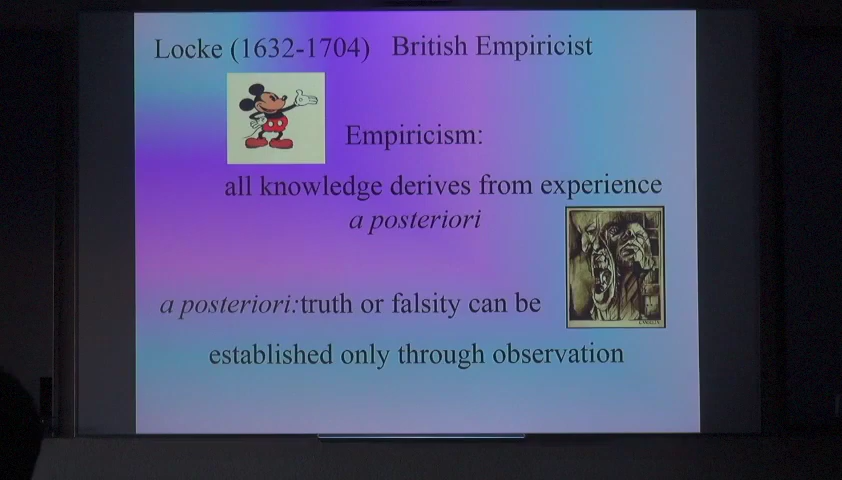 Locke (1632-1704) British Empiricist
Empiricism:
all knowledge derives from experience
a posteriori
a posteriori:truth or falsity can be
established only through observation